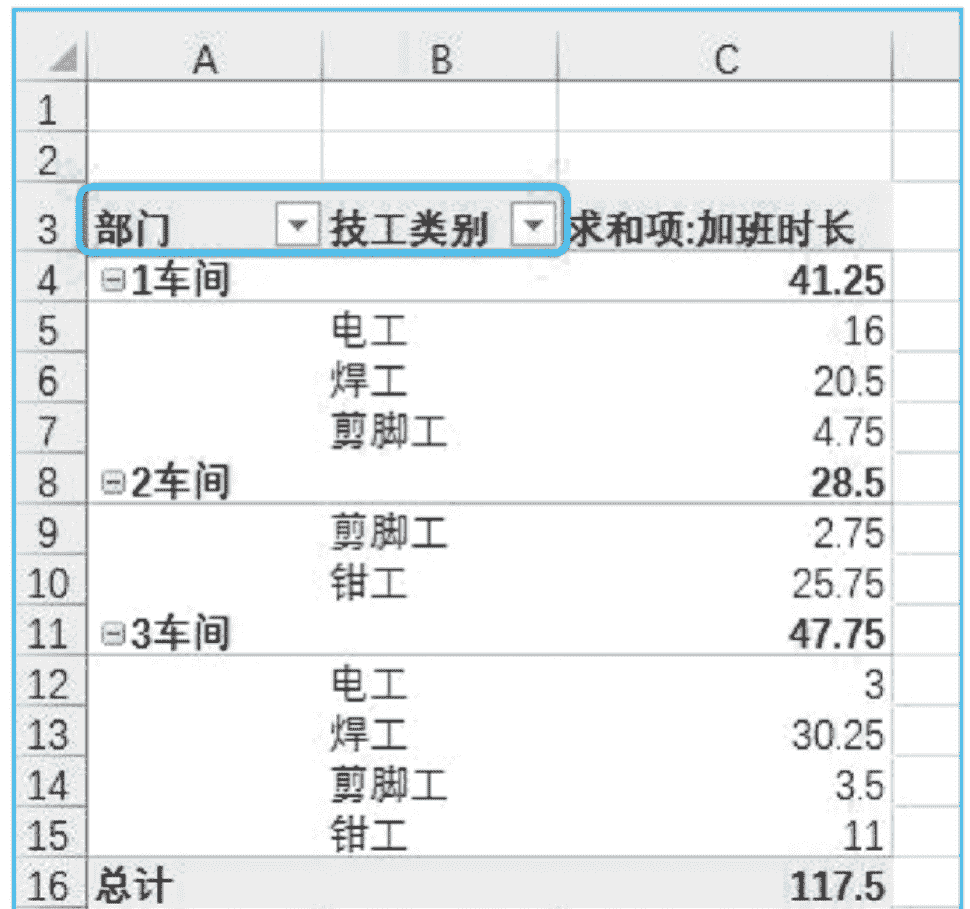 A B C
1
2
3 部门 技工类别 求和项:加班时长
4 1车间 41.25
5 电工 16
6 焊工 20.5
7 剪脚工 4.75
8 2车间 28.5
9 剪脚工 2.75
10 钳工 25.75
11 3车间 47.75
12 电工 3
13 焊工 30.25
14 剪脚工 3.5
15 钳工 11
16 总计 117.5